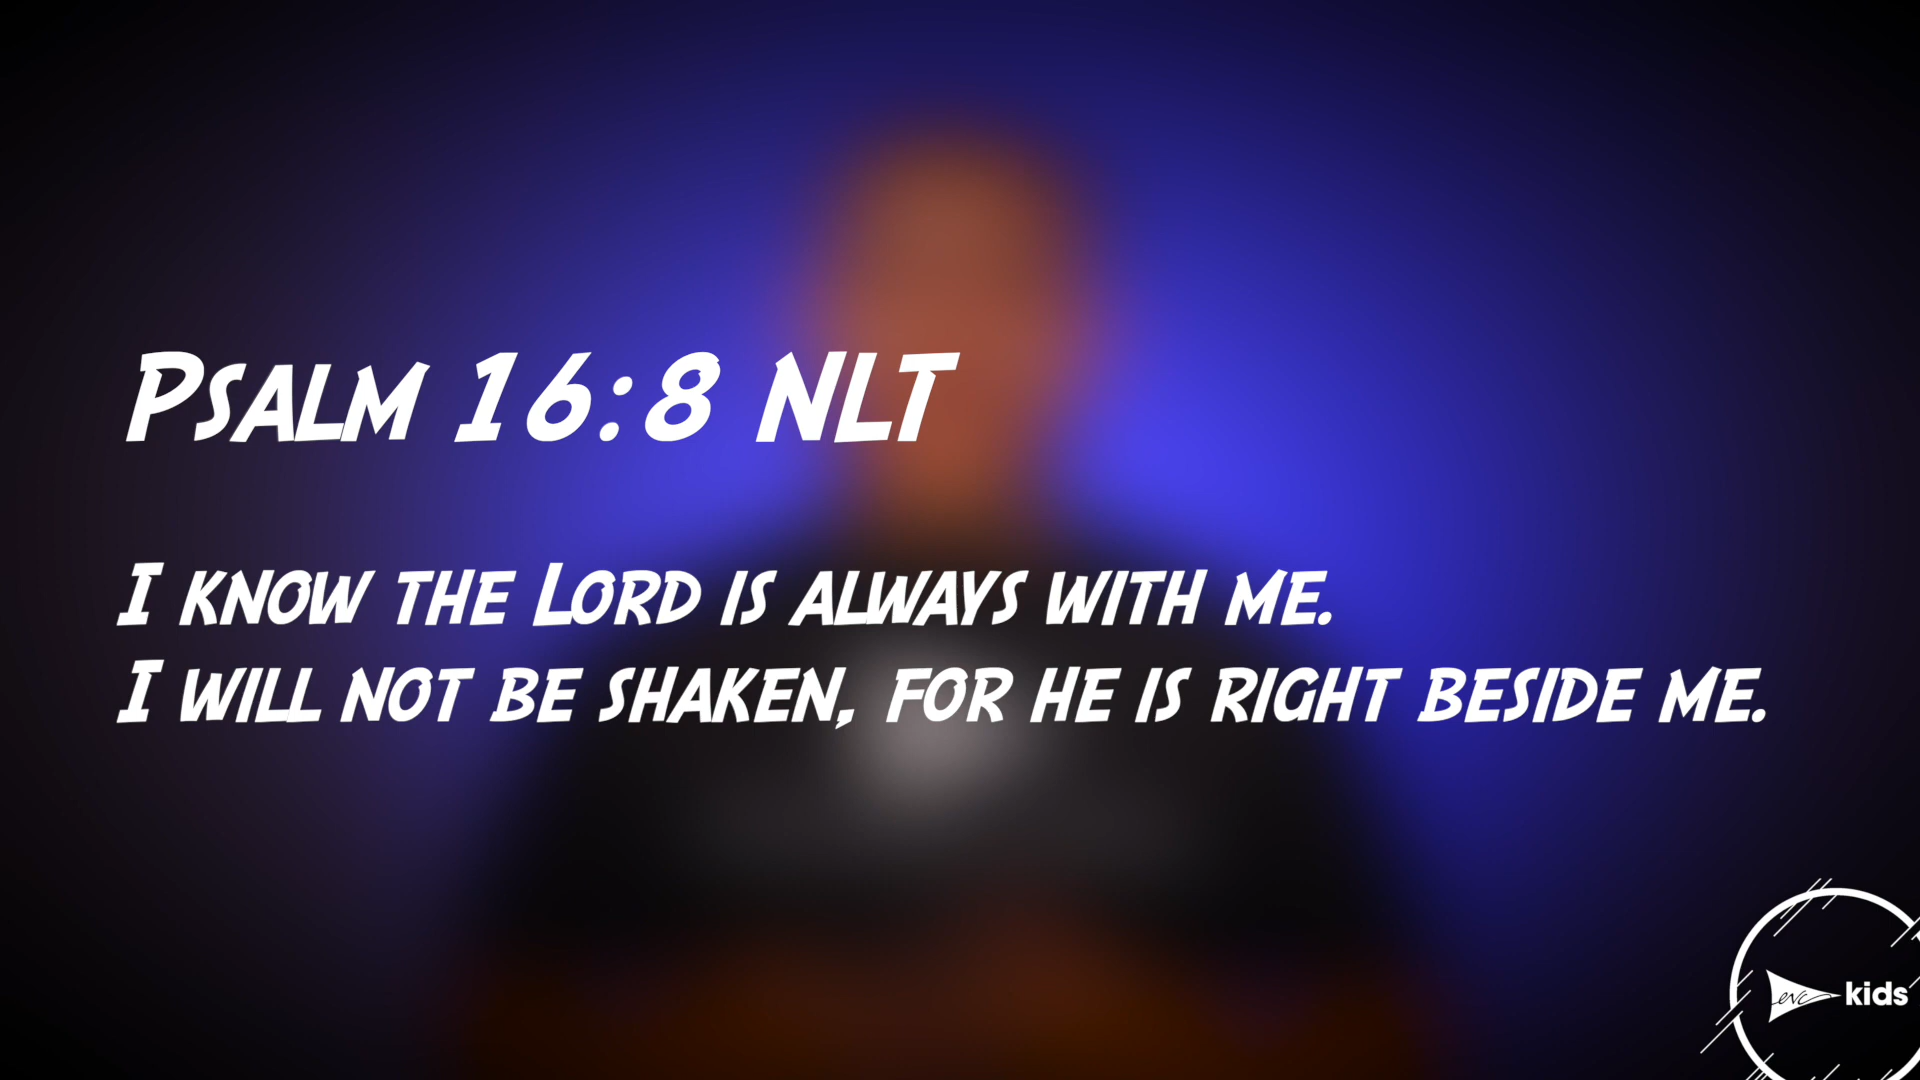 Psalm 16:8 NLT
I know the Lord is always with me.
I will not be shaken, for he is right beside me.
enc kids